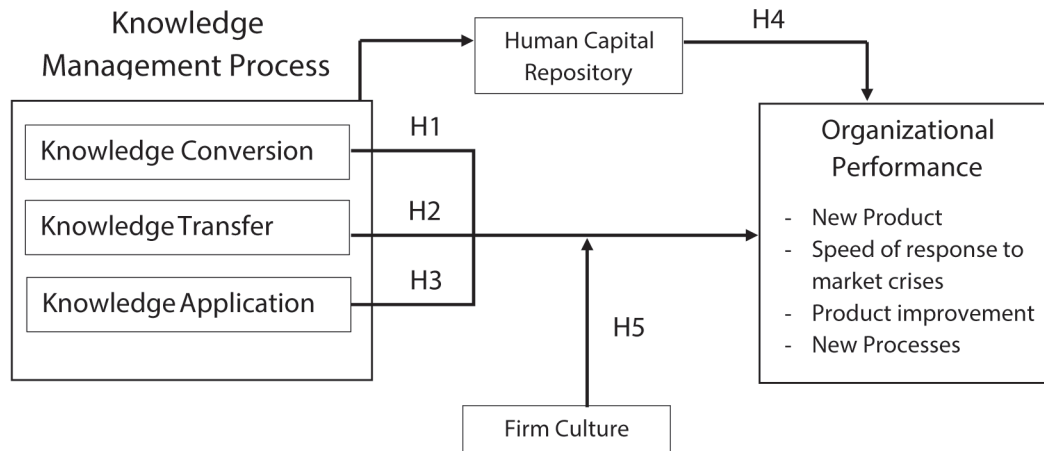 Knowledge
Management Process
Human Capital
Repository
H4
Knowledge Conversion
Knowledge Transfer
Knowledge Application
H1
H2
H3
H5
Firm Culture
Organizational
Performance
- New Product
- Speed of response to
market crises
- Product improvement
- New Processes